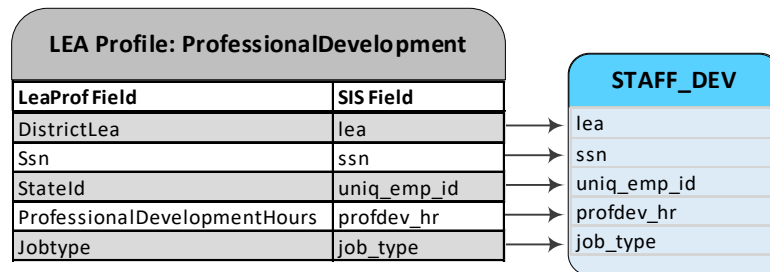 LEA Profile: ProfessionalDevelopment
LeaProf Field SIS Field
DistrictLea lea
Ssn ssn
StateId uniq_emp_id
ProfessionalDevelopmentHours profdev_hr
Jobtype job_type
STAFF_DEV
lea
ssn
uniq_emp_id
profdev_hr
job_type